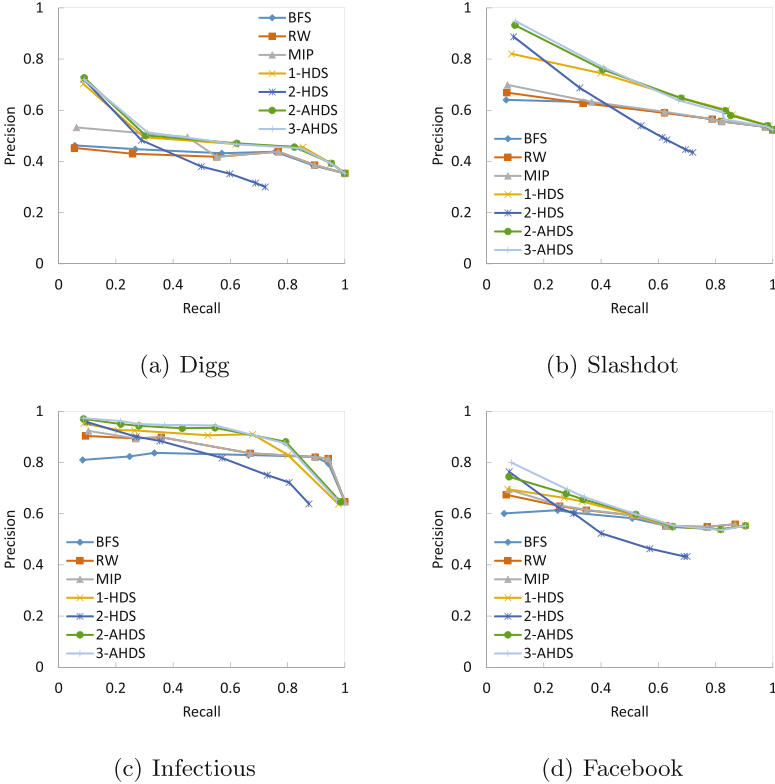 1
0.8
0.6
0.4
0.2
0
Precision
0 0.2 0.4 0.6 0.8 1
Recall
BFS
RW
MIP
1-HDS
2-HDS
2-AHDS
3-AHDS
(a) Digg
1
0.8
0.6
0.4
0.2
0
Precision
0 0.2 0.4 0.6 0.8 1
Recall
BFS
RW
MIP
1-HDS
2-HDS
2-AHDS
3-AHDS
(b) Slashdot
1
0.8
0.6
0.4
0.2
0
Precision
0 0.2 0.4 0.6 0.8 1
Recall
BFS
RW
MIP
1-HDS
2-HDS
2-AHDS
3-AHDS
(c) Infectious
1
0.8
0.6
0.4
0.2
0
Precision
0 0.2 0.4 0.6 0.8 1
Recall
BFS
RW
MIP
1-HDS
2-HDS
2-AHDS
3-AHDS
(d) Facebook